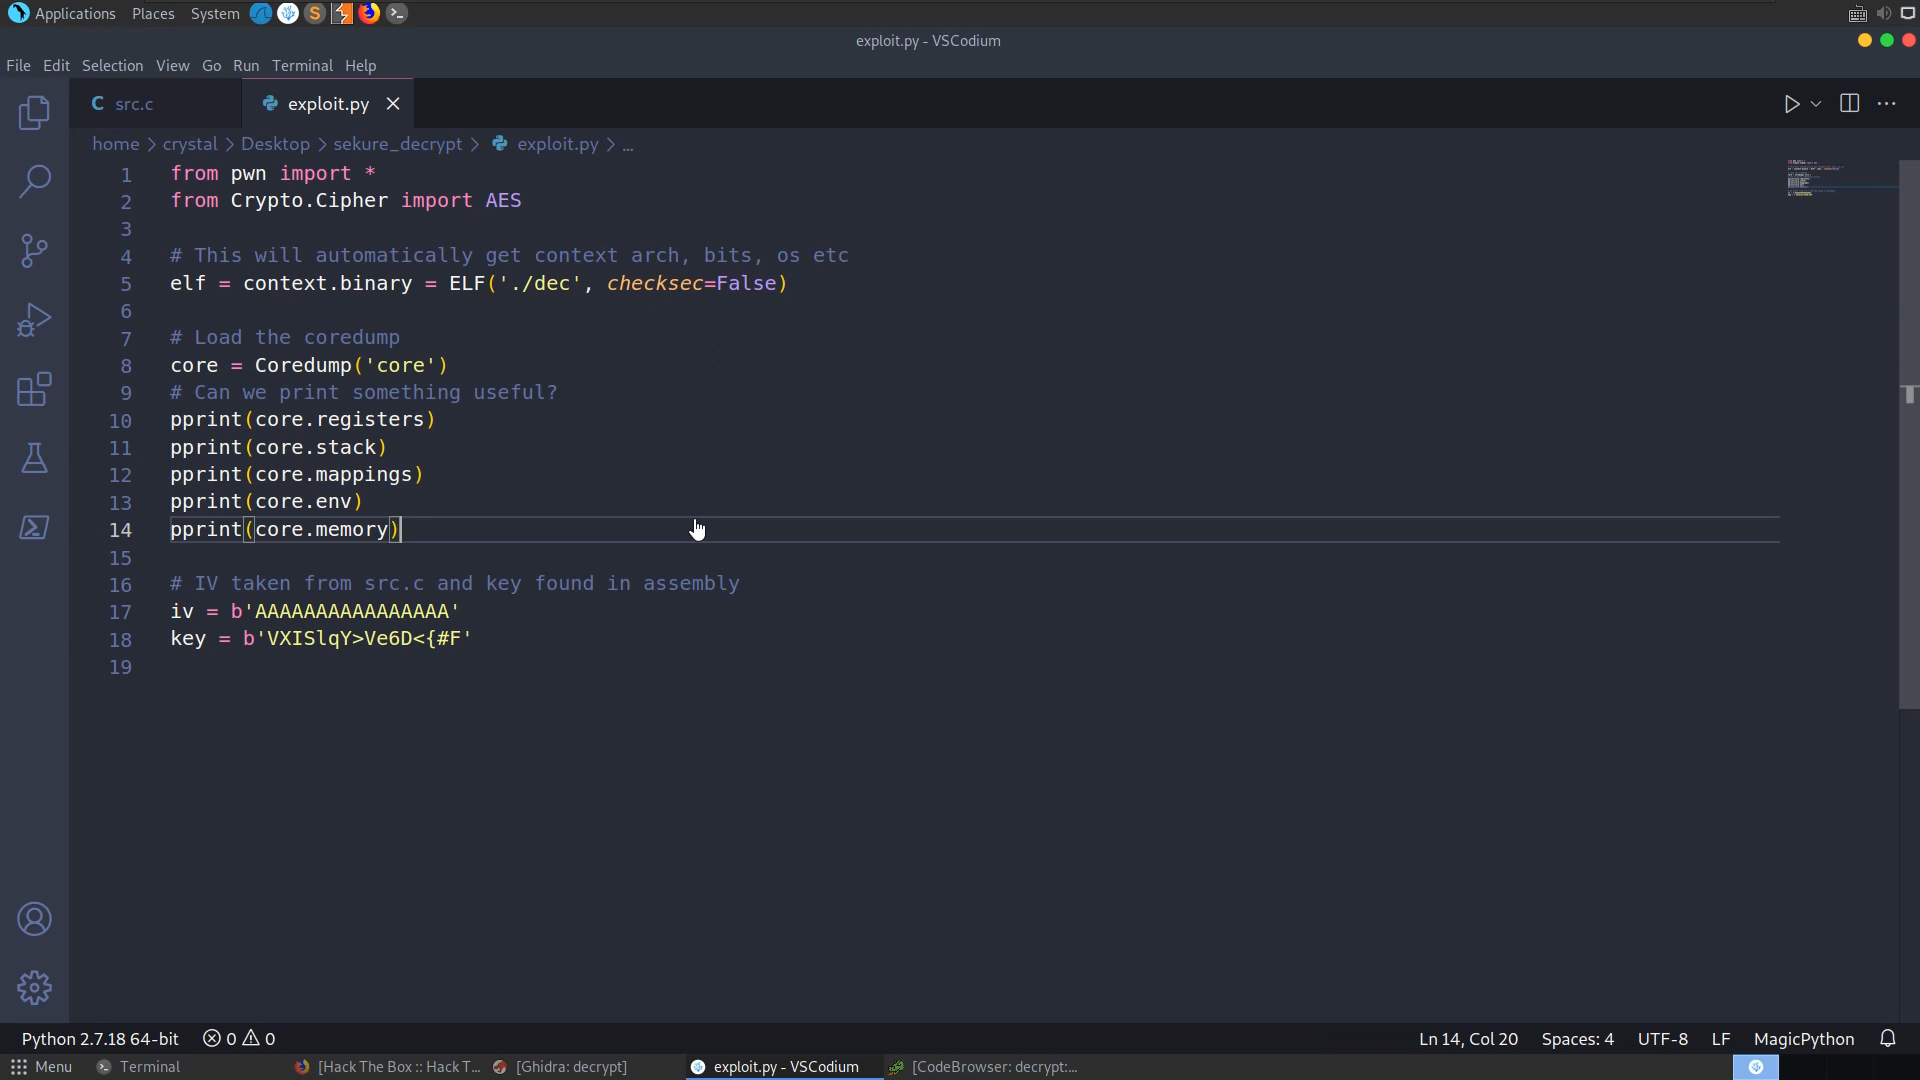 Applications Places System
exploit.py - VSCodium
File Edit Selection View Go Run Terminal Help
C src.c exploit.py
home > crystal > Desktop > sekure_decrypt > exploit.py > ...
1 from pwn import *
2 from Crypto.Cipher import AES
3
4 # This will automatically get context arch, bits, os etc
5 elf = context.binary = ELF('./dec', checksec=False)
6
7 # Load the coredump
8 core = Coredump('core')
9 # Can we print something useful?
10 pprint(core.registers)
11 pprint(core.stack)
12 pprint(core.mappings)
13 pprint(core.env)
14 pprint(core.memory)
15
16 # IV taken from src.c and key found in assembly
17 iv = b'AAAAAAAAAAAAAAAA'
18 key = b'VXISlqY>Ve6D<{#F'
19
Python 2.7.18 64-bit 0 0 Ln 14, Col 20 Spaces: 4 UTF-8 LF MagicPython
Menu Terminal [Hack The Box :: Hack T... [Ghidra: decrypt] exploit.py - VSCodium [CodeBrowser: decrypt:...